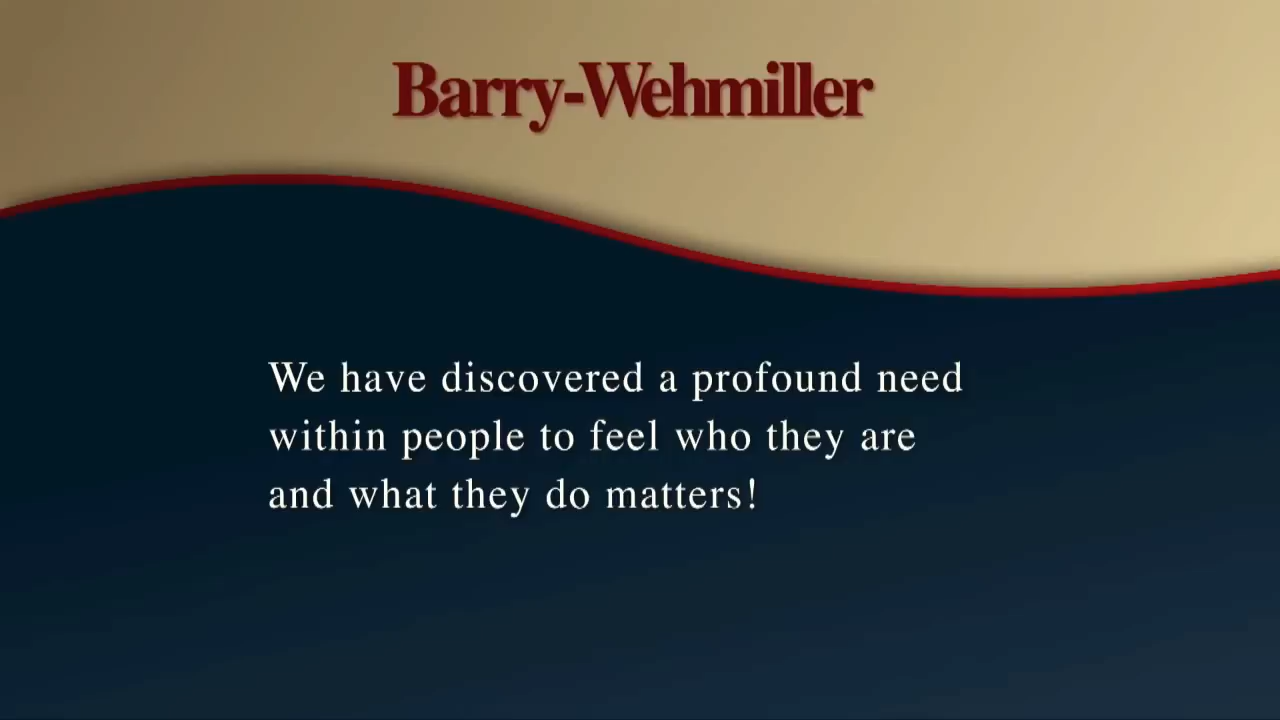 Barry-Wehmiller
We have discovered a profound need
within people to feel who they are
and what they do matters!